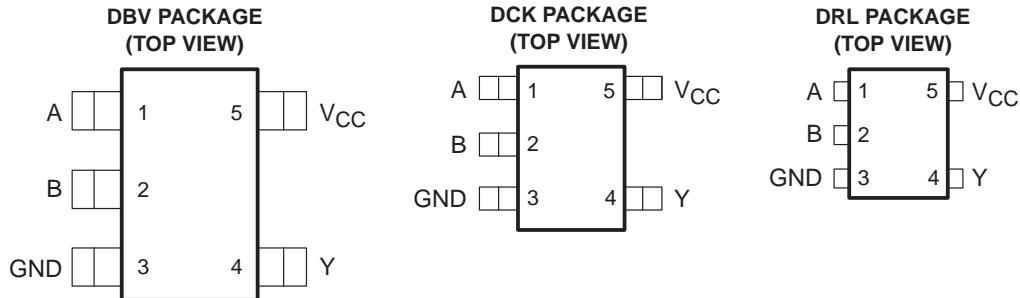 DBV PACKAGE
(TOP VIEW)
A 1 5 VCC
B 2
GND 3 4 Y
DCK PACKAGE
(TOP VIEW)
A 1 5 VCC
B 2
GND 3 4 Y
DRL PACKAGE
(TOP VIEW)
A 1 5 VCC
B 2
GND 3 4 Y